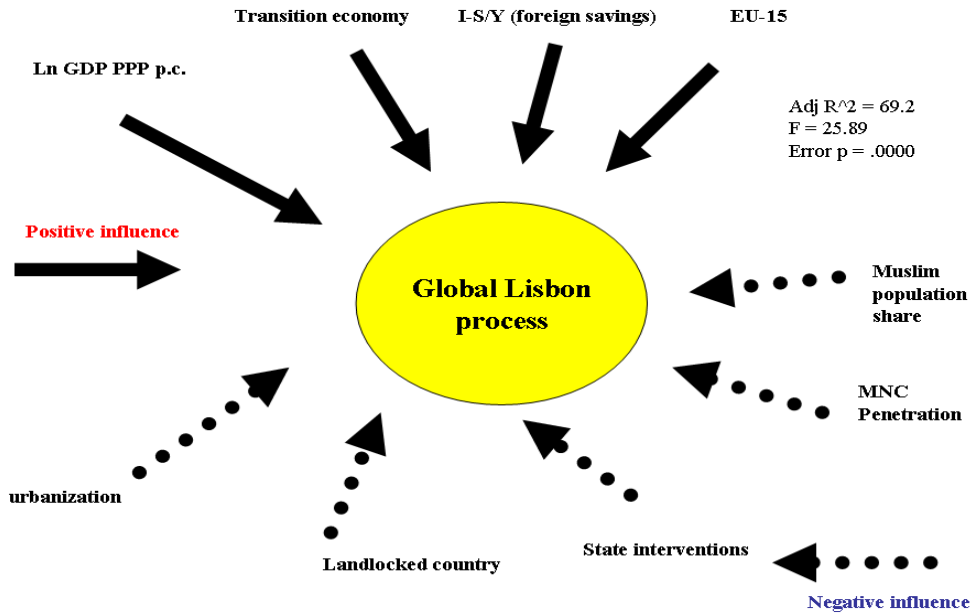 Transition economy
I-S/Y (foreign savings)
EU-15
Ln GDP PPP p.c.
Adj R^2 = 69.2
F = 25.89
Error p = .0000
Positive influence
Global Lisbon
process
Muslim
population
share
MNC
Penetration
urbanization
Landlocked country
State interventions
Negative influence